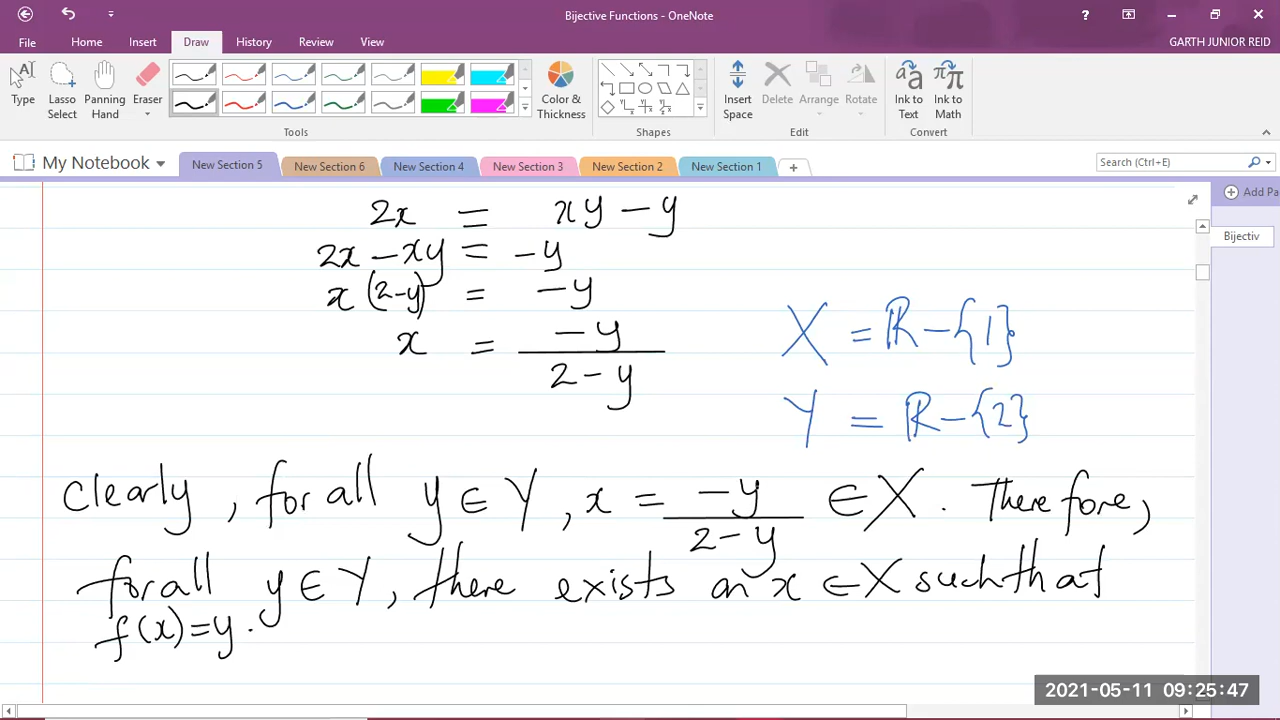 Bijective Functions - OneNote
GARTH JUNIOR REID
File Home Insert Draw History Review View
Type
Lasso Select
Panning Hand
Eraser
Color & Thickness
Insert Space
Delete
Arrange
Rotate
Ink to Text
Ink to Math
Tools
Shapes
Edit
Convert
My Notebook
New Section 5
New Section 6
New Section 4
New Section 3
New Section 2
New Section 1
Search (Ctrl+E)
Add Pa
Bijectiv
2x = xy - y
2x - xy = -y
x(2-y) = -y
x = -y / 2-y
X = ℝ-{1}
Y = ℝ-{2}
Clearly, for all y ∈ Y, x = -y / 2-y ∈ X. Therefore,
for all y ∈ Y, there exists an x ∈ X such that
f(x)=y.
2021-05-11 09:25:47